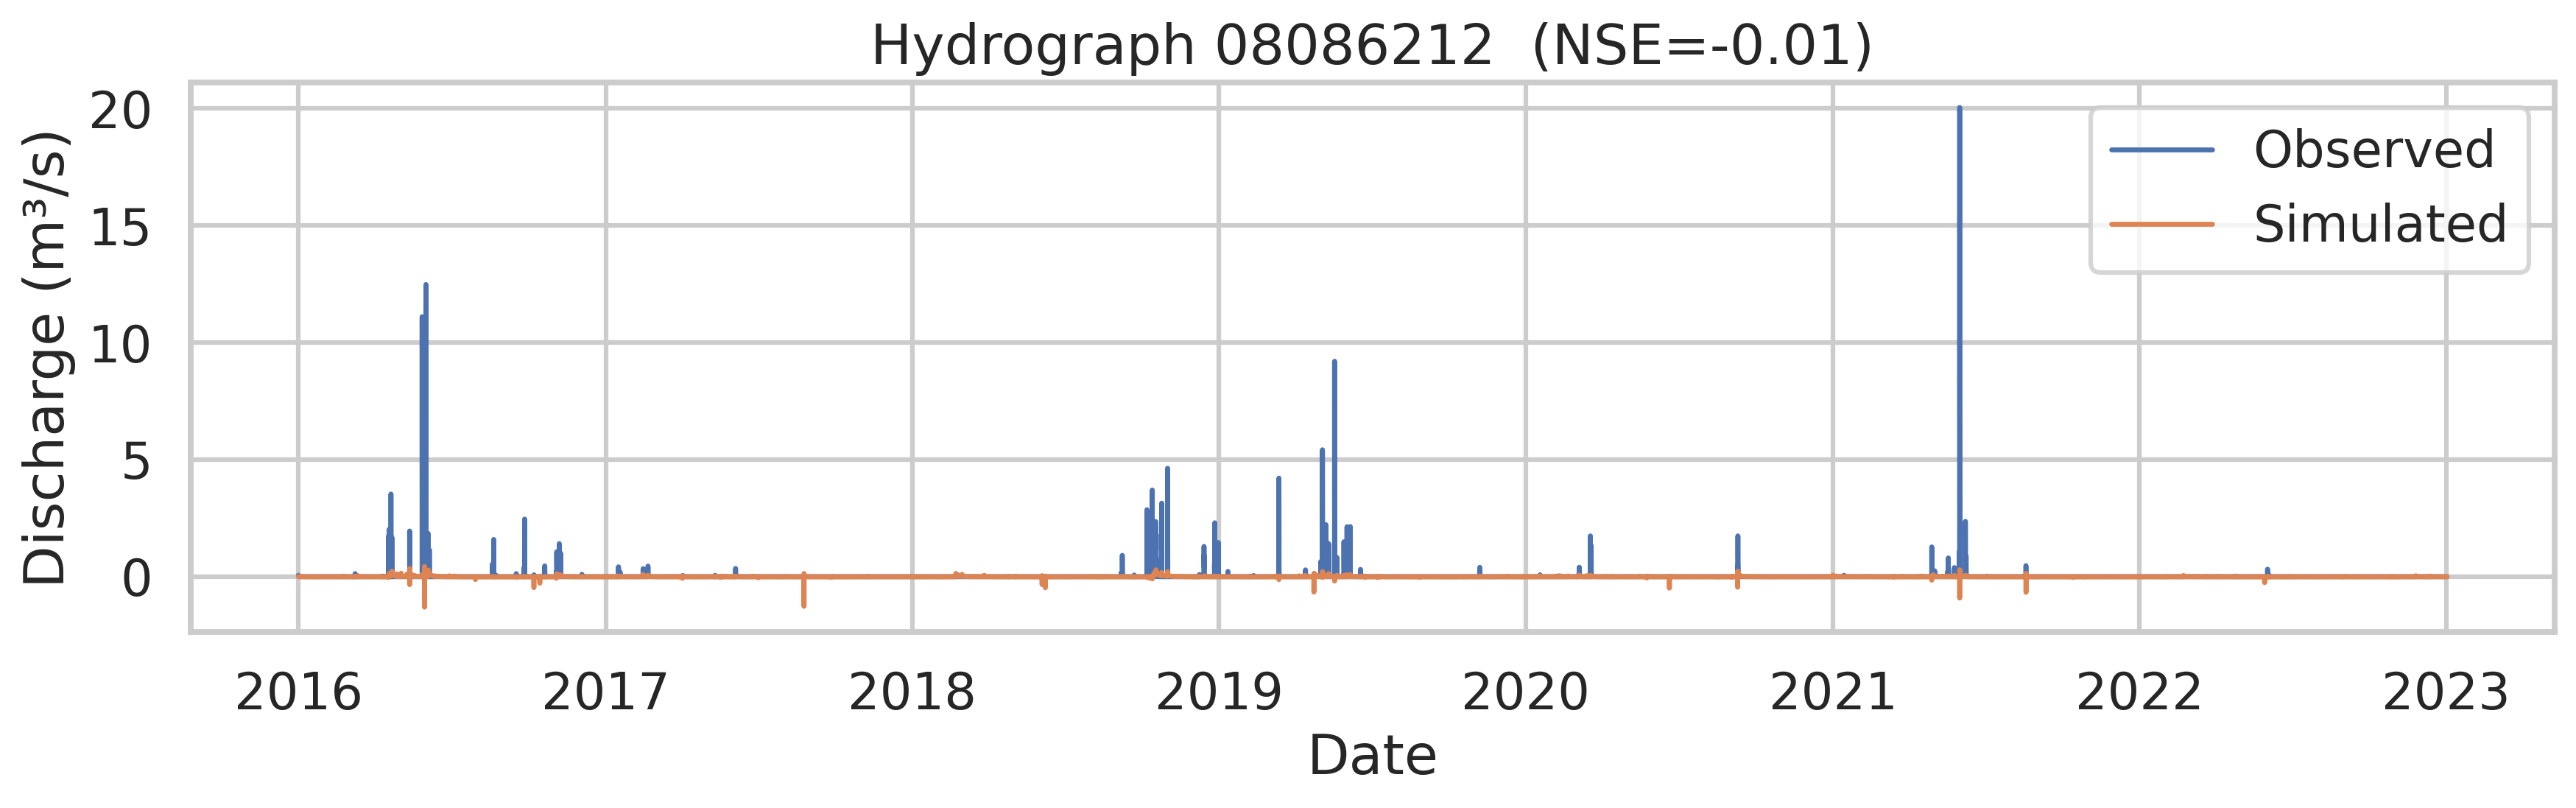 Hydrograph 08086212  (NSE=-0.01)
Discharge (m³/s)
20
15
10
5
0
Observed
Simulated
2016 2017 2018 2019 2020 2021 2022 2023
Date